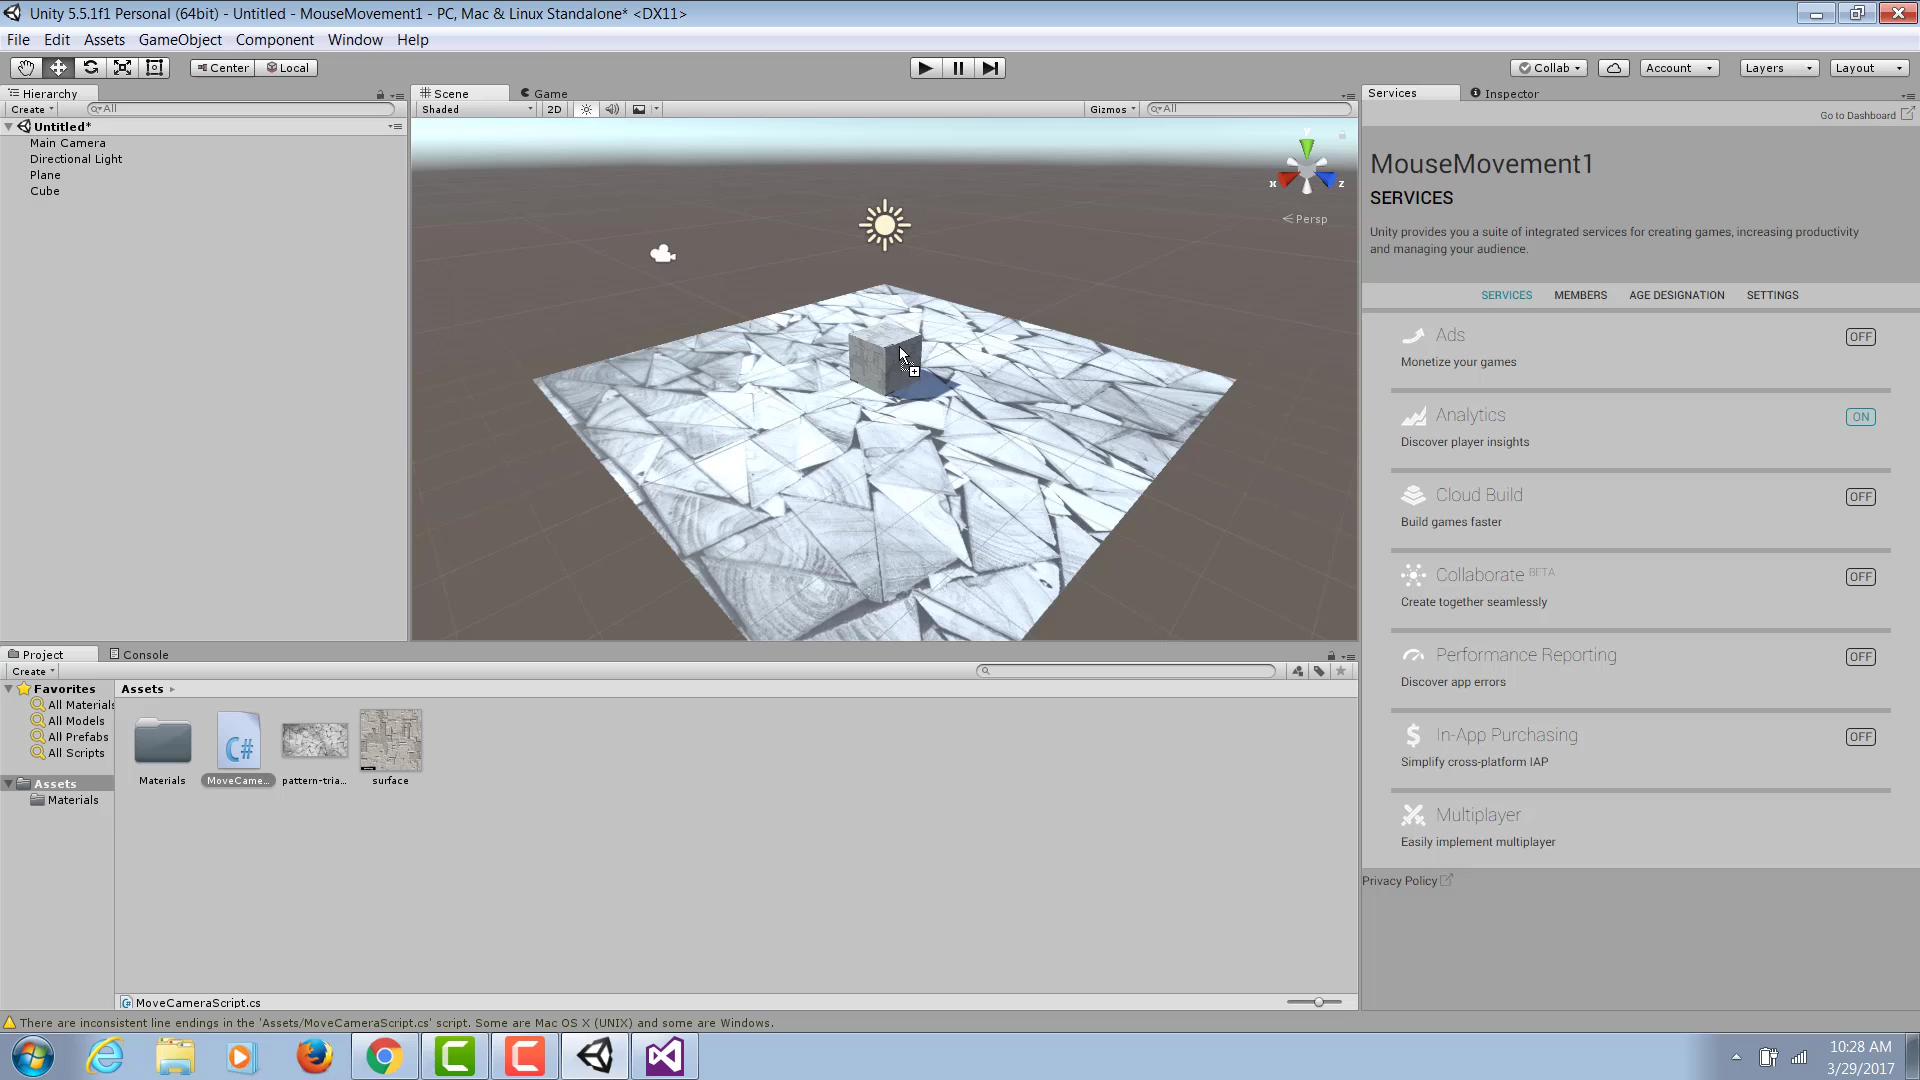 Unity 5.5.1f1 Personal (64bit) - Untitled - MouseMovement1 - PC, Mac & Linux Standalone* <DX11>
File Edit Assets GameObject Component Window Help
Center Local
Collab Account Layers Layout
Hierarchy
Create All
Untitled*
Main Camera
Directional Light
Plane
Cube
Scene Game
Shaded 2D Gizmos All
y
x z
Persp
Services Inspector
Go to Dashboard
MouseMovement1
SERVICES
Unity provides you a suite of integrated services for creating games, increasing productivity
and managing your audience.
SERVICES MEMBERS AGE DESIGNATION SETTINGS
Ads OFF
Monetize your games
Analytics ON
Discover player insights
Cloud Build OFF
Build games faster
Collaborate BETA OFF
Create together seamlessly
Performance Reporting OFF
Discover app errors
In-App Purchasing OFF
Simplify cross-platform IAP
Multiplayer
Easily implement multiplayer
Privacy Policy
Project Console
Create
Favorites
All Materials
All Models
All Prefabs
All Scripts
Assets
Materials
Assets
C#
Materials MoveCame... pattern-tria... surface
MoveCameraScript.cs
There are inconsistent line endings in the 'Assets/MoveCameraScript.cs' script. Some are Mac OS X (UNIX) and some are Windows.
10:28 AM
3/29/2017